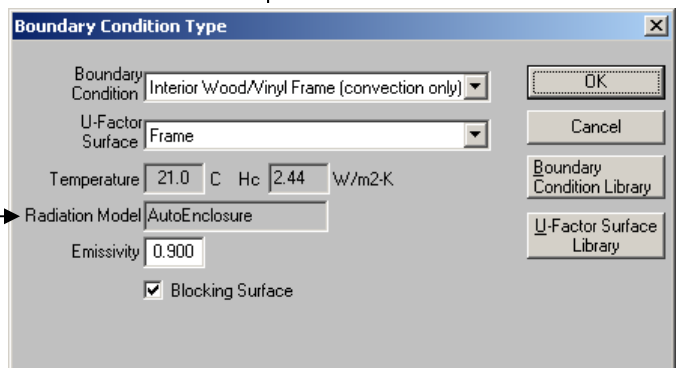 Boundary Condition Type
Boundary
Condition Interior Wood/Vinyl Frame (convection only)
U-Factor
Surface Frame
Temperature 21.0 C Hc 2.44 W/m2-K
Radiation Model AutoEnclosure
Emissivity 0.900
Blocking Surface
OK
Cancel
Boundary
Condition Library
U-Factor Surface
Library